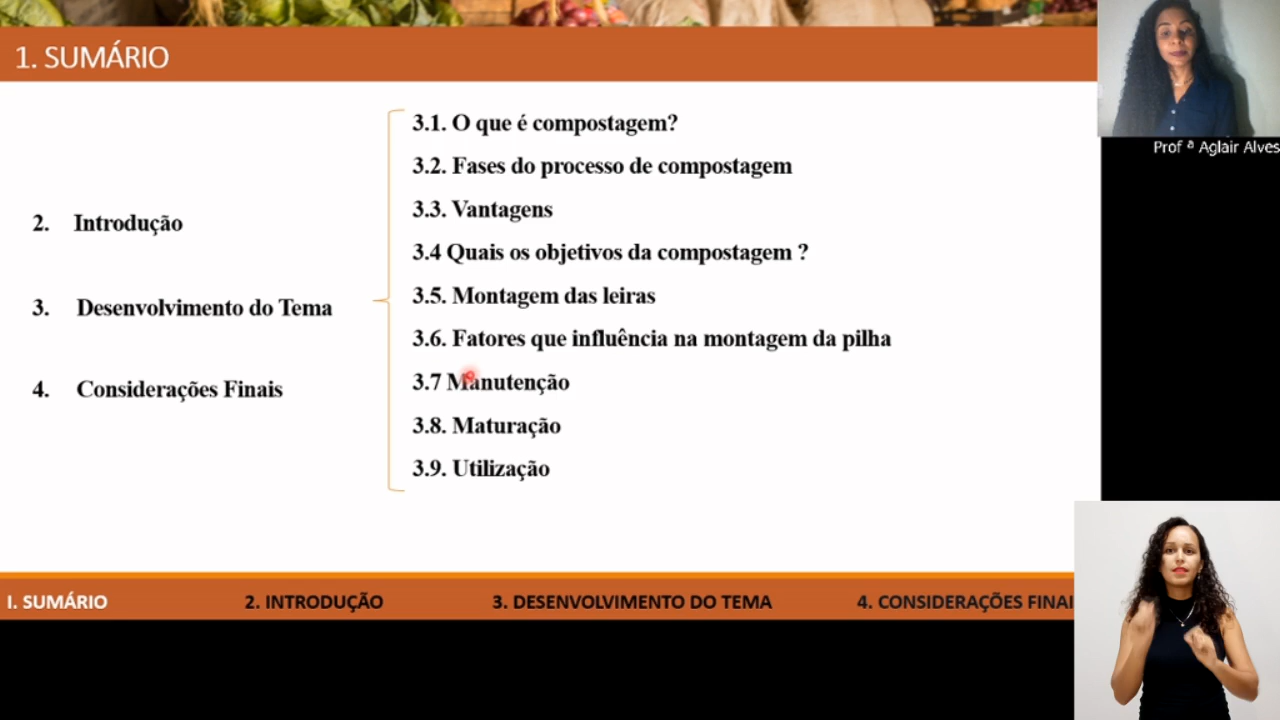 1. SUMÁRIO
Prof ª Aglair Alves
3.1. O que é compostagem?
3.2. Fases do processo de compostagem
3.3. Vantagens
2. Introdução
3.4 Quais os objetivos da compostagem ?
3.5. Montagem das leiras
3. Desenvolvimento do Tema
3.6. Fatores que influência na montagem da pilha
3.7 Manutenção
4. Considerações Finais
3.8. Maturação
3.9. Utilização
I. SUMÁRIO
2. INTRODUÇÃO
3. DESENVOLVIMENTO DO TEMA
4. CONSIDERAÇÕES FINAI